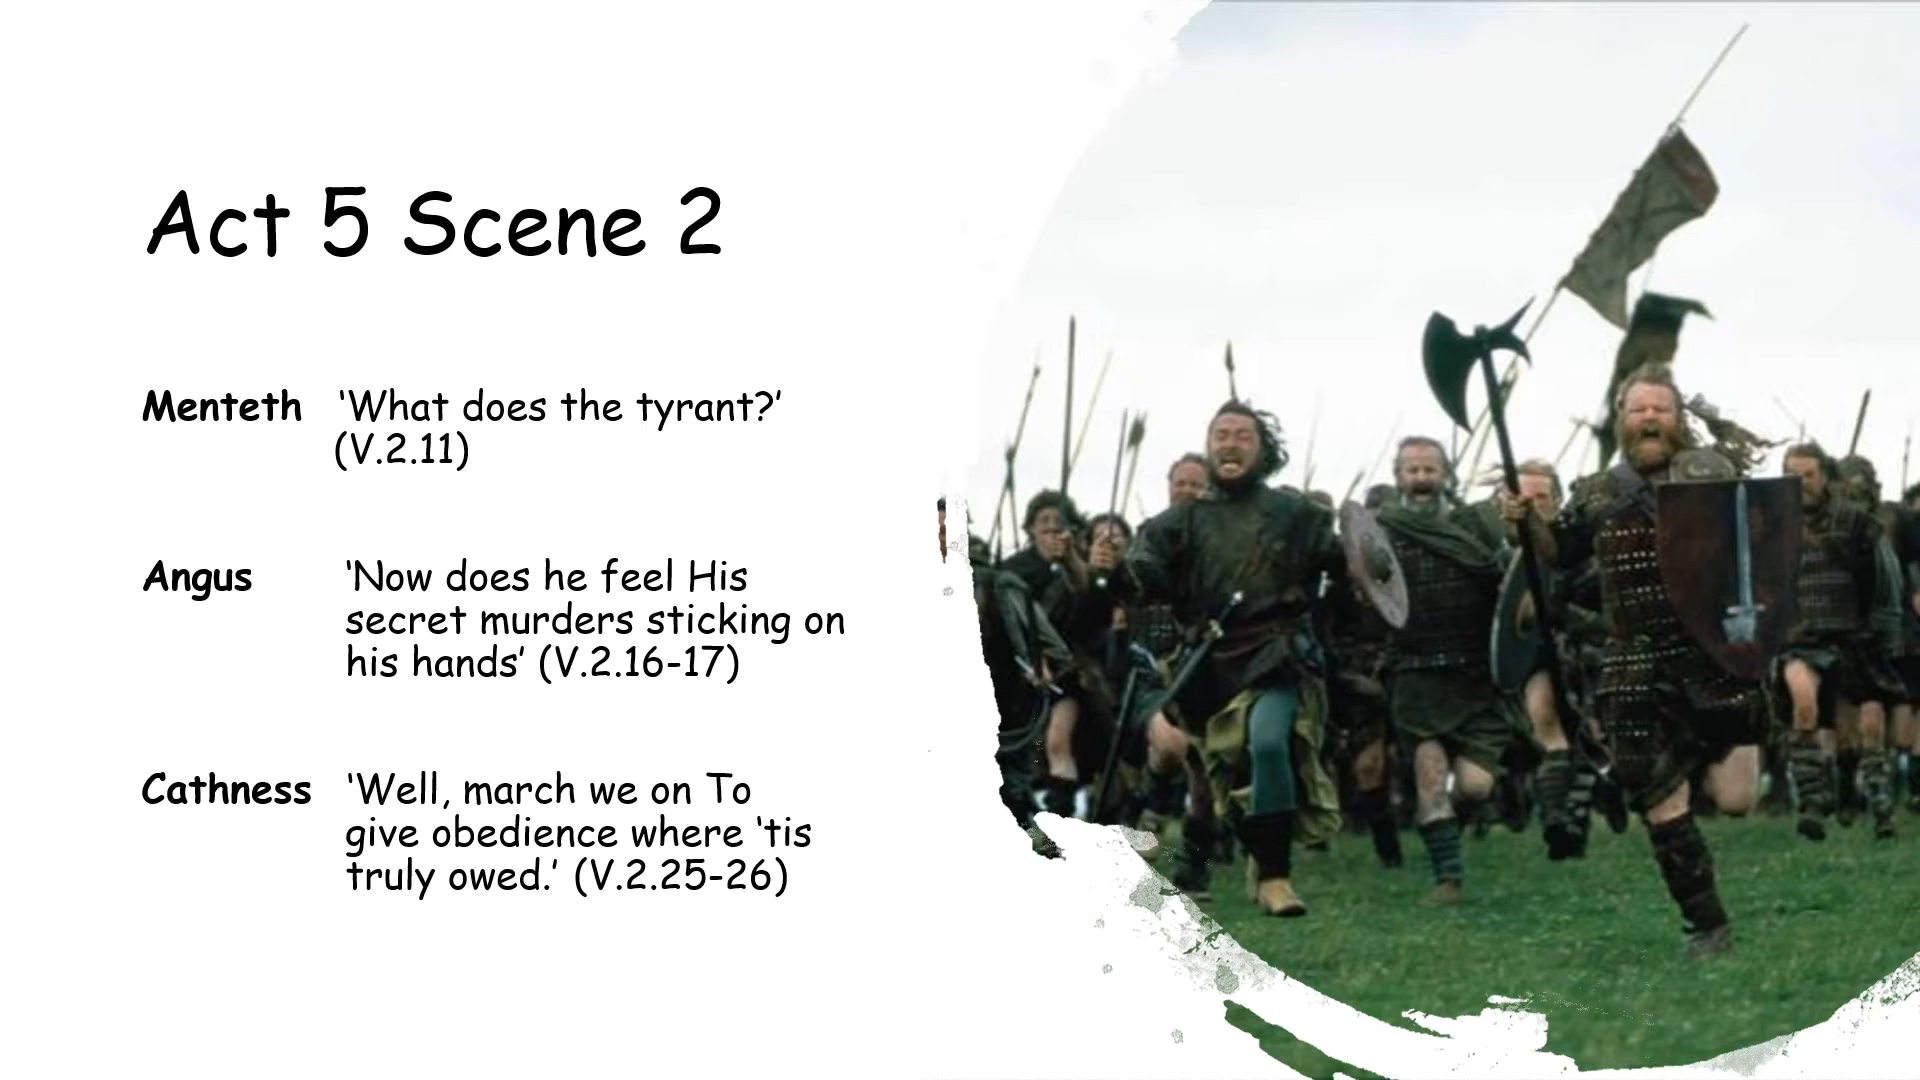 Act 5 Scene 2
Menteth ‘What does the tyrant?’
(V.2.11)
Angus ‘Now does he feel His
secret murders sticking on
his hands’ (V.2.16-17)
Cathness ‘Well, march we on To
give obedience where ‘tis
truly owed.’ (V.2.25-26)